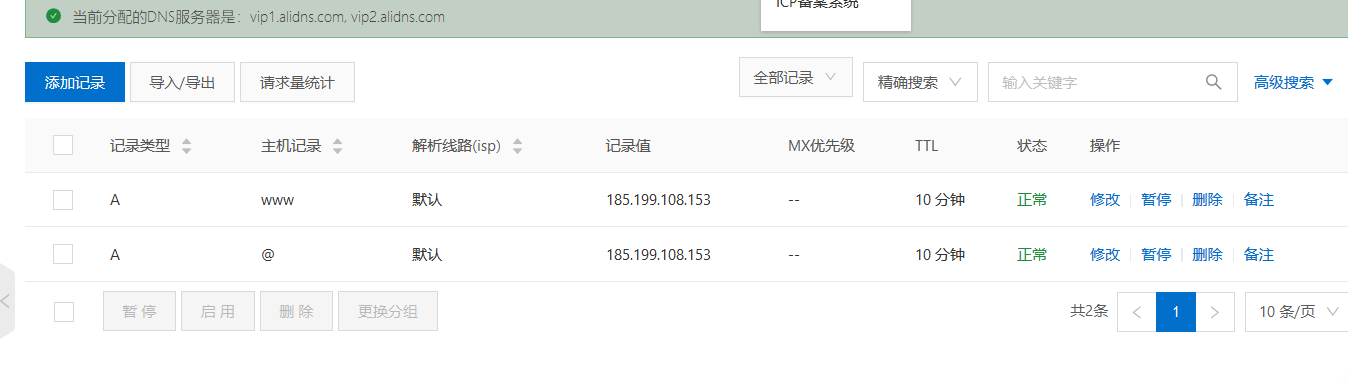 ICP备案系统
当前分配的DNS服务器是：vip1.alidns.com, vip2.alidns.com
添加记录 导入/导出 请求量统计 全部记录 精确搜索 输入关键字 高级搜索
记录类型 主机记录 解析线路(isp) 记录值 MX优先级 TTL 状态 操作
A www 默认 185.199.108.153 -- 10 分钟 正常 修改 暂停 删除 备注
A @ 默认 185.199.108.153 -- 10 分钟 正常 修改 暂停 删除 备注
暂 停 启 用 删 除 更换分组 共2条 < 1 > 10 条/页